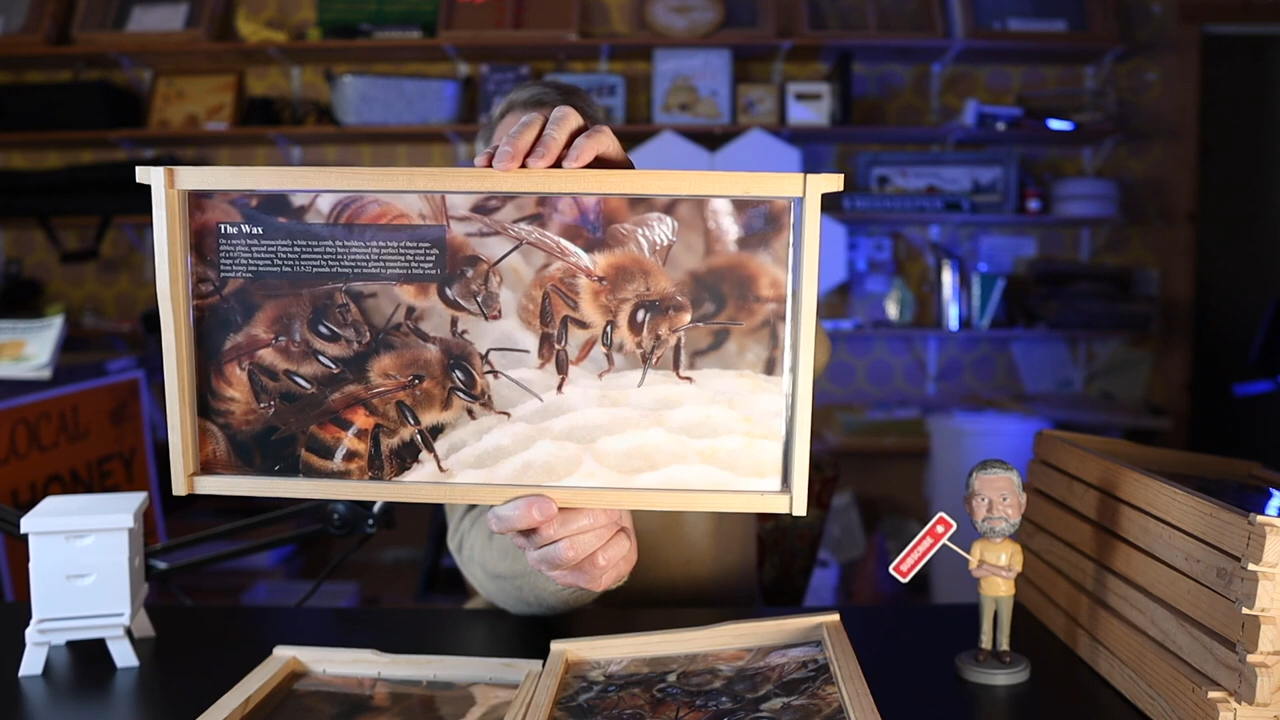 The Wax
On a newly built, immaculately white wax comb, the builders, with the help of their man-
dibles; place, spread and flatten the wax until they have obtained the perfect hexagonal walls
of a 0.073mm thickness. The bees' antennas serve as a yardstick for estimating the size and
shape of the hexagons. The wax is secreted by bees whose wax glands transforms the sugar
from honey into necessary fats. 15.5-22 pounds of honey are needed to produce a little over 1
pound of wax.
LOCAL
HONEY
SUBSCRIBE